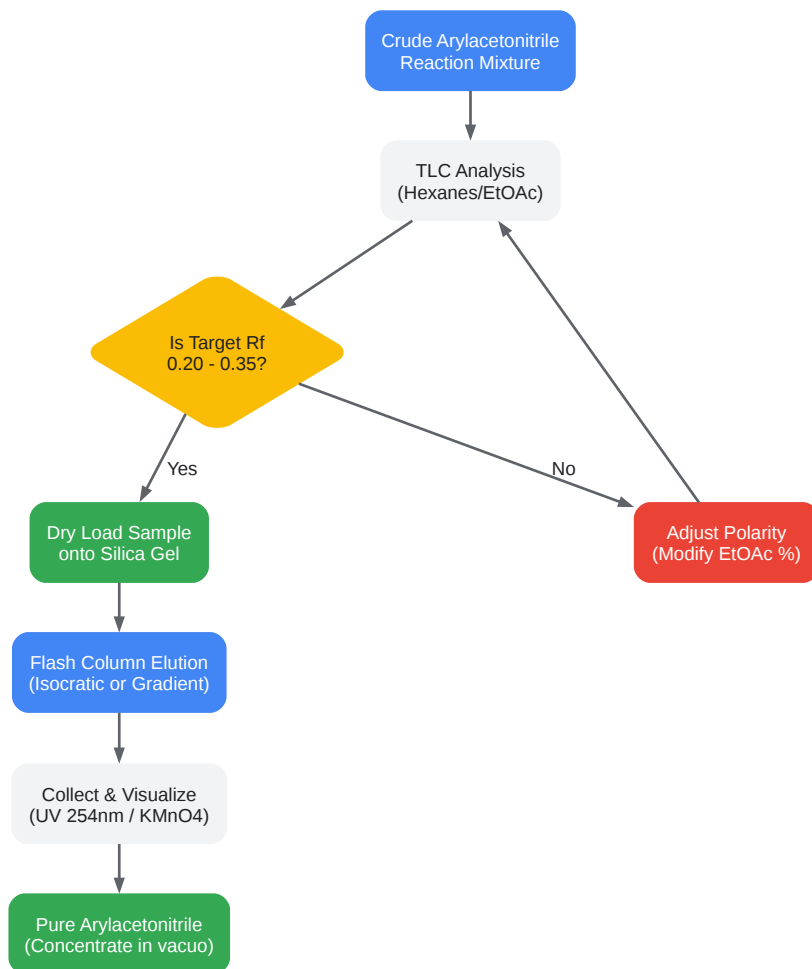 Crude Arylacetonitrile
Reaction Mixture
TLC Analysis
(Hexanes/EtOAc)
Is Target Rf
0.20 - 0.35?
Yes
No
Dry Load Sample
onto Silica Gel
Adjust Polarity
(Modify EtOAc %)
Flash Column Elution
(Isocratic or Gradient)
Collect & Visualize
(UV 254nm / KMnO4)
Pure Arylacetonitrile
(Concentrate in vacuo)